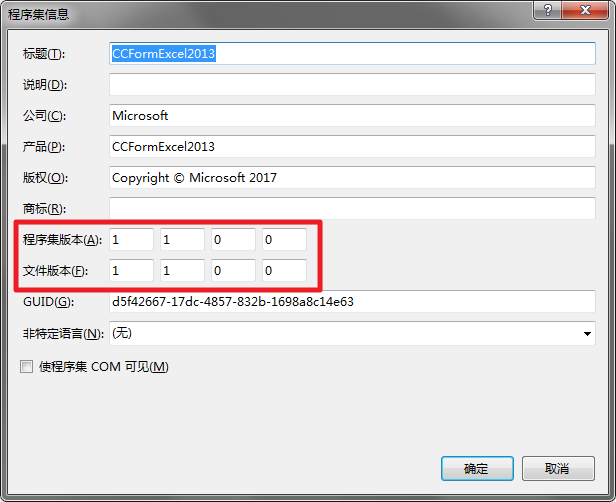 程序集信息
标题(T): CCFormExcel2013
说明(D):
公司(C): Microsoft
产品(P): CCFormExcel2013
版权(O): Copyright © Microsoft 2017
商标(R):
程序集版本(A): 1 1 0 0
文件版本(F): 1 1 0 0
GUID(G): d5f42667-17dc-4857-832b-1698a8c14e63
非特定语言(N): (无)
使程序集 COM 可见(M)
确定 取消